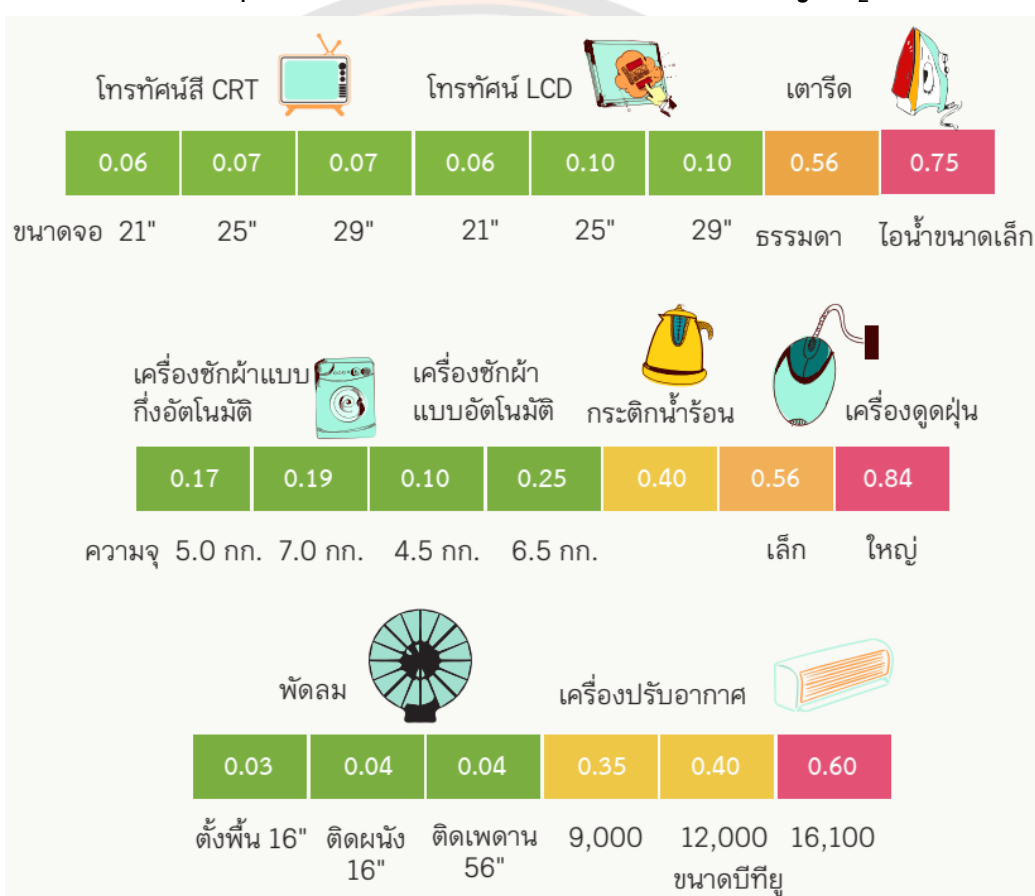 โทรทัศน์สี CRT โทรทัศน์ LCD เตารีด
0.06 0.07 0.07 0.06 0.10 0.10 0.56 0.75
ขนาดจอ 21" 25" 29" 21" 25" 29" ธรรมดา ไอน้ำขนาดเล็ก
เครื่องซักผ้าแบบ เครื่องซักผ้า
กึ่งอัตโนมัติ แบบอัตโนมัติ กระติกน้ำร้อน เครื่องดูดฝุ่น
0.17 0.19 0.10 0.25 0.40 0.56 0.84
ความจุ 5.0 กก. 7.0 กก. 4.5 กก. 6.5 กก. เล็ก ใหญ่
พัดลม เครื่องปรับอากาศ
0.03 0.04 0.04 0.35 0.40 0.60
ตั้งพื้น 16" ติดผนัง ติดเพดาน 9,000 12,000 16,100
16" 56" ขนาดบีทียู